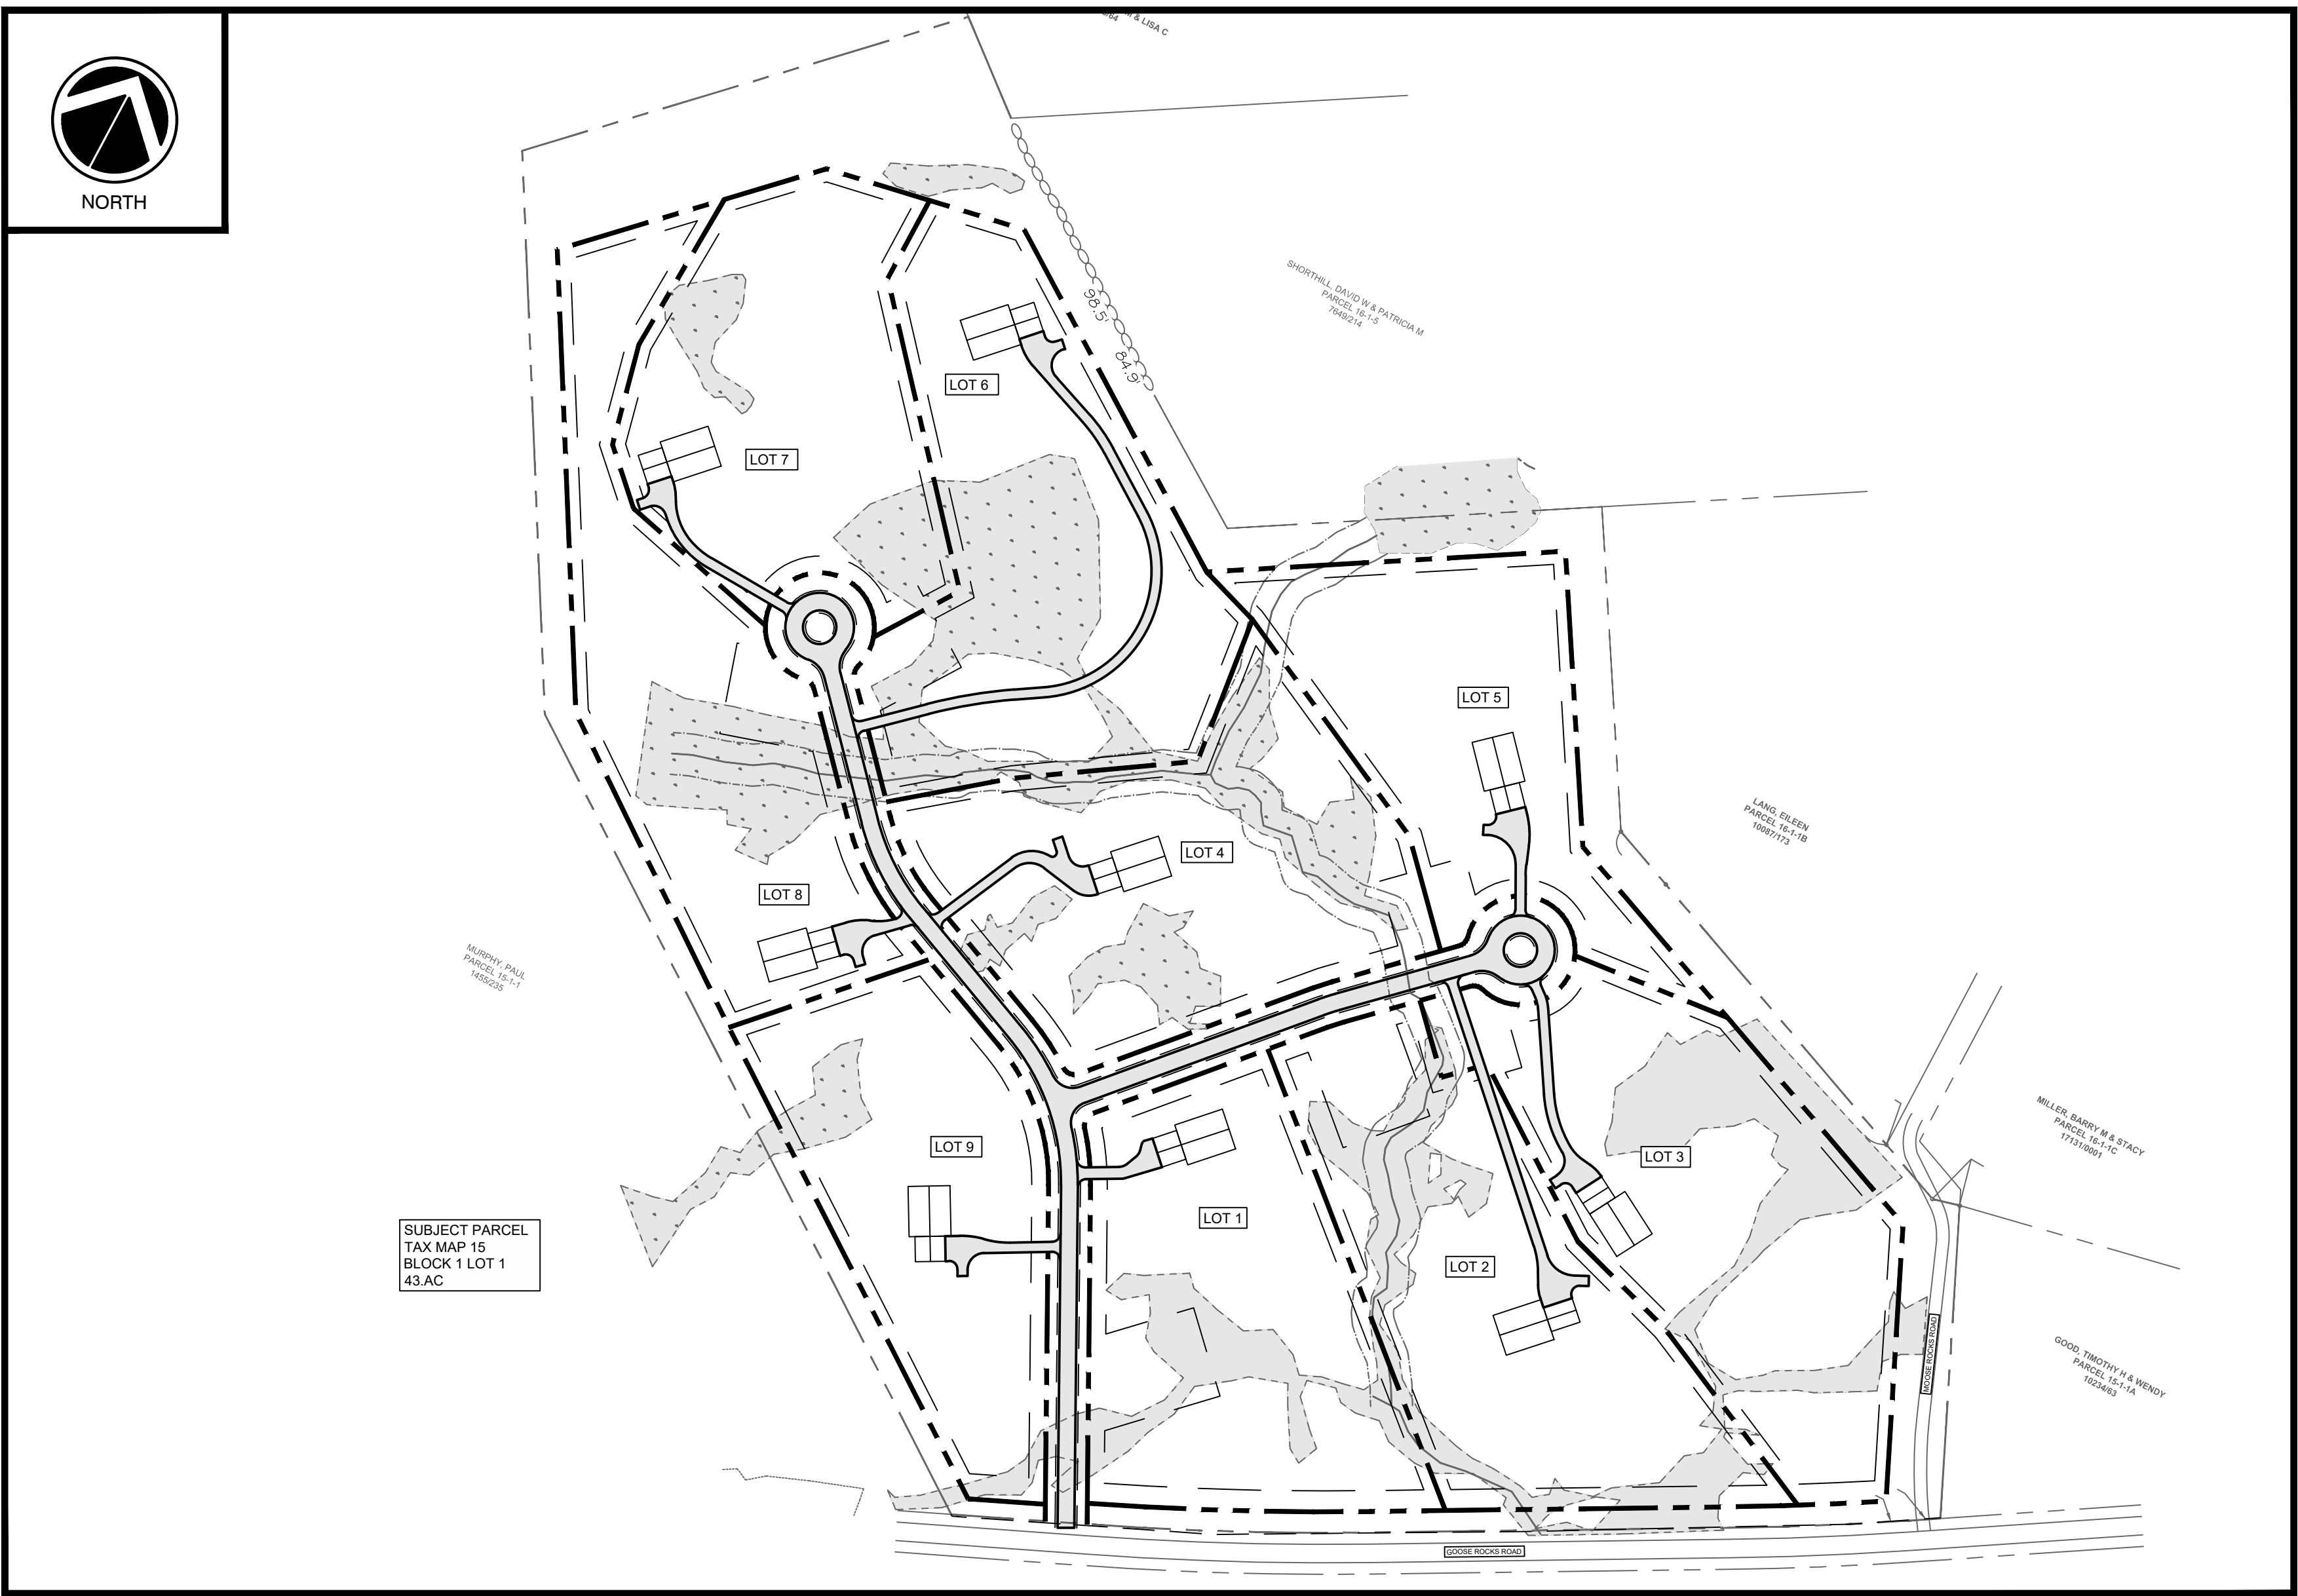 & LISA C
/64
NORTH
98.5'
84.9'
SHORTHILL, DAVID W & PATRICIA M
PARCEL 16-1-5
7649/214
LOT 6
LOT 7
LOT 5
LANG, EILEEN
PARCEL 16-1-1B
10087/173
LOT 4
LOT 8
MURPHY, PAUL
PARCEL 15-1-1
1455/235
MILLER, BARRY M & STACY
PARCEL 16-1-1C
17131/0001
LOT 9
LOT 3
LOT 1
LOT 2
SUBJECT PARCEL
TAX MAP 15
BLOCK 1 LOT 1
43.AC
MOOSE ROCKS ROAD
GOOD, TIMOTHY H & WENDY
PARCEL 15-1-1A
10234/63
GOOSE ROCKS ROAD